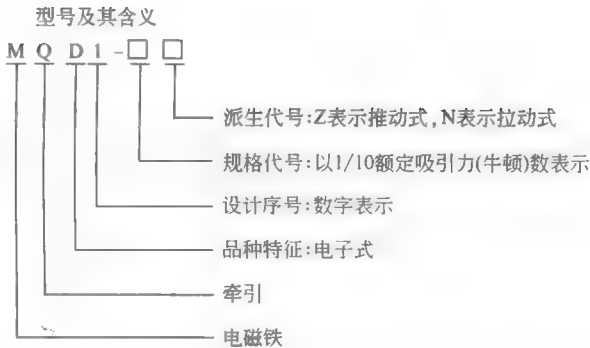 型号及其含义
M Q D 1 - □ □
派生代号:Z表示推动式,N表示拉动式
规格代号:以1/10额定吸引力(牛顿)数表示
设计序号:数字表示
品种特征:电子式
牵引
电磁铁